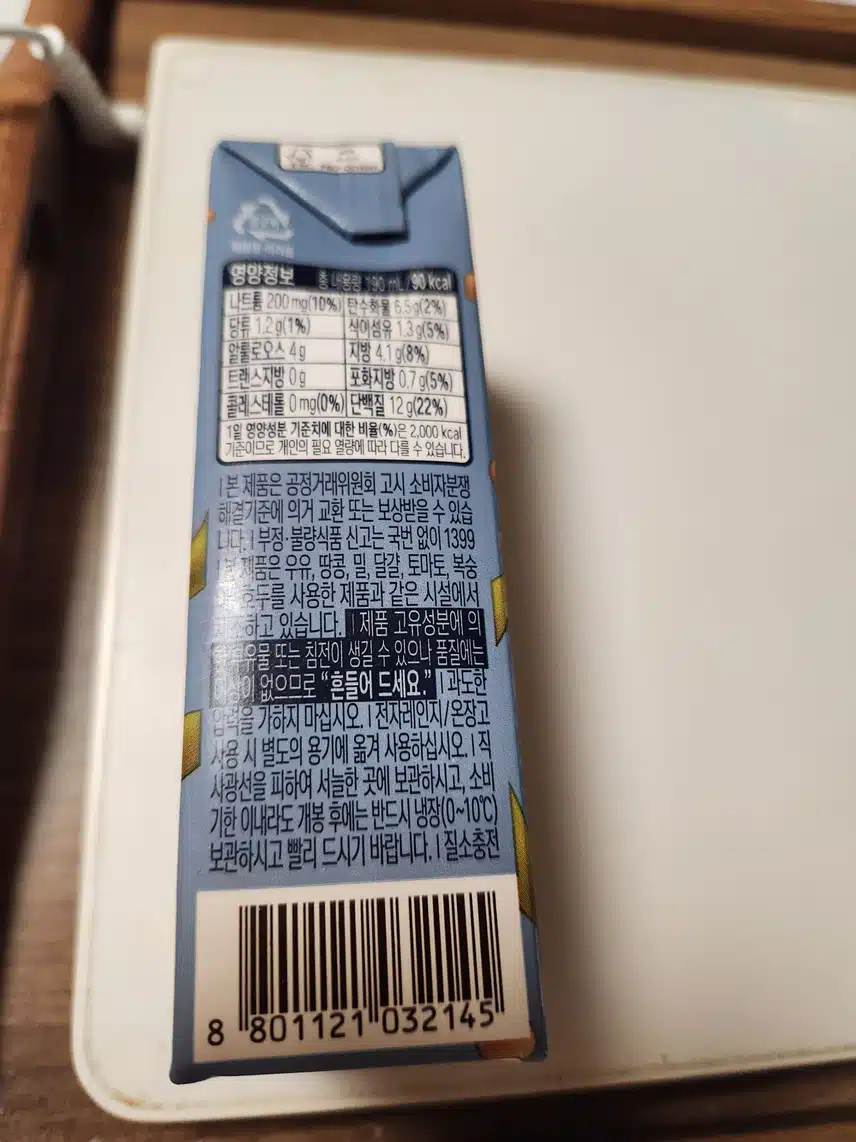 영양정보 총 내용량 190 mL / 90 kcal
나트륨 200 mg(10%) 탄수화물 6.5 g(2%)
당류 1.2 g(1%) 식이섬유 1.3 g(5%)
알룰로오스 4 g 지방 4.1 g(8%)
트랜스지방 0 g 포화지방 0.7 g(5%)
콜레스테롤 0 mg(0%) 단백질 12 g(22%)
1일 영양성분 기준치에 대한 비율(%)은 2,000 kcal
기준이므로 개인의 필요 열량에 따라 다를 수 있습니다.
| 본 제품은 공정거래위원회 고시 소비자분쟁
해결기준에 의거 교환 또는 보상받을 수 있습
니다. | 부정·불량식품 신고는 국번 없이 1399
제품은 우유, 땅콩, 밀, 달걀, 토마토, 복숭
호두를 사용한 제품과 같은 시설에서
하고 있습니다. | 제품 고유성분에 의
부유물 또는 침전이 생길 수 있으나 품질에는
이상이 없으므로 "흔들어 드세요." | 과도한
압력을 가하지 마십시오. | 전자레인지/온장고
사용 시 별도의 용기에 옮겨 사용하십시오. | 직
사광선을 피하여 서늘한 곳에 보관하시고, 소비
기한 이내라도 개봉 후에는 반드시 냉장(0~10℃)
보관하시고 빨리 드시기 바랍니다. | 질소충전
8 801121 032145